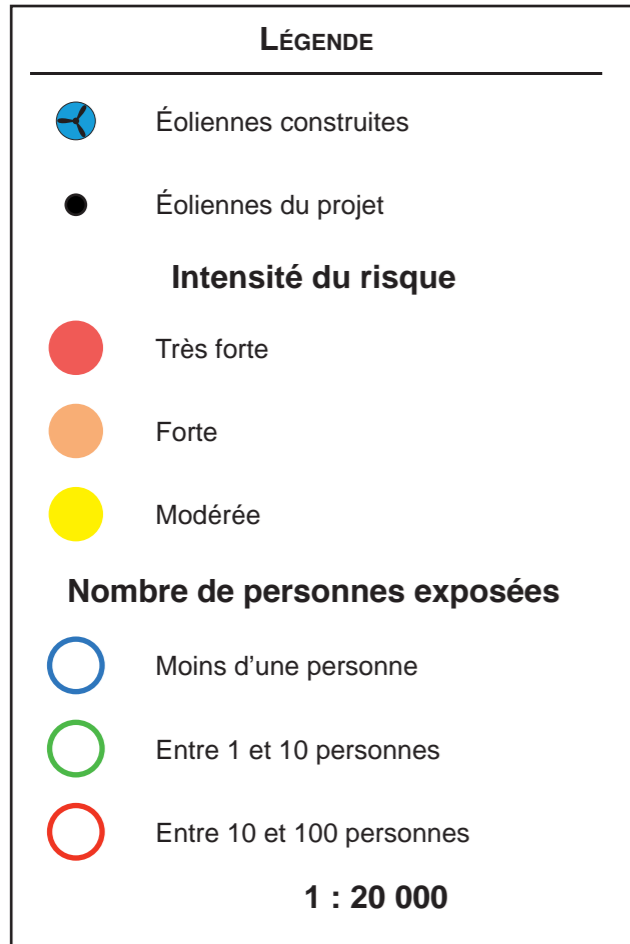 LÉGENDE
Éoliennes construites
Éoliennes du projet
Intensité du risque
Très forte
Forte
Modérée
Nombre de personnes exposées
Moins d'une personne
Entre 1 et 10 personnes
Entre 10 et 100 personnes
1 : 20 000